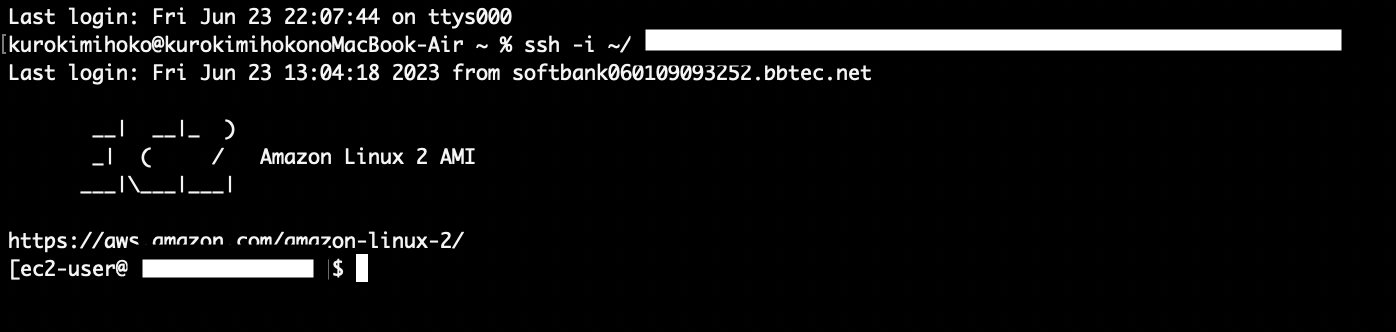 Last login: Fri Jun 23 22:07:44 on ttys000
[kurokimihoko@kurokimihokonoMacBook-Air ~ % ssh -i ~/
Last login: Fri Jun 23 13:04:18 2023 from softbank060109093252.bbtec.net
__|  __|_  )
_|  (     /   Amazon Linux 2 AMI
___|\___|___|
https://aws.amazon.com/amazon-linux-2/
[ec2-user@ $